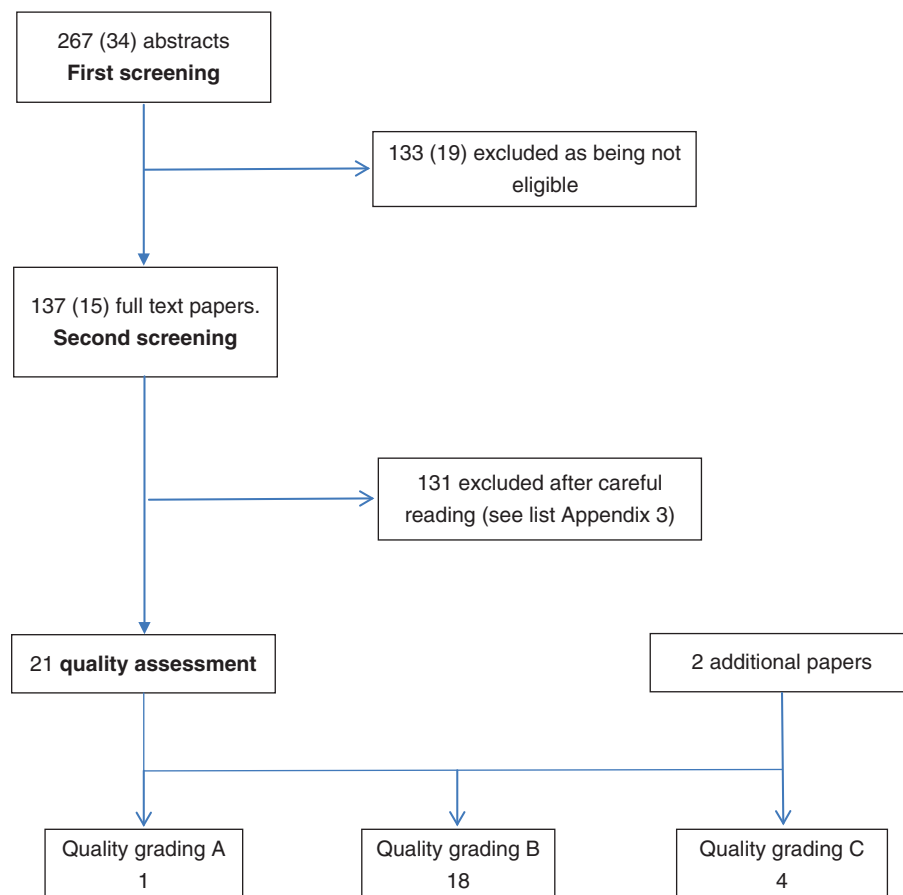 267 (34) abstracts
First screening
133 (19) excluded as being not
eligible
137 (15) full text papers.
Second screening
131 excluded after careful
reading (see list Appendix 3)
21 quality assessment
2 additional papers
Quality grading A
1
Quality grading B
18
Quality grading C
4